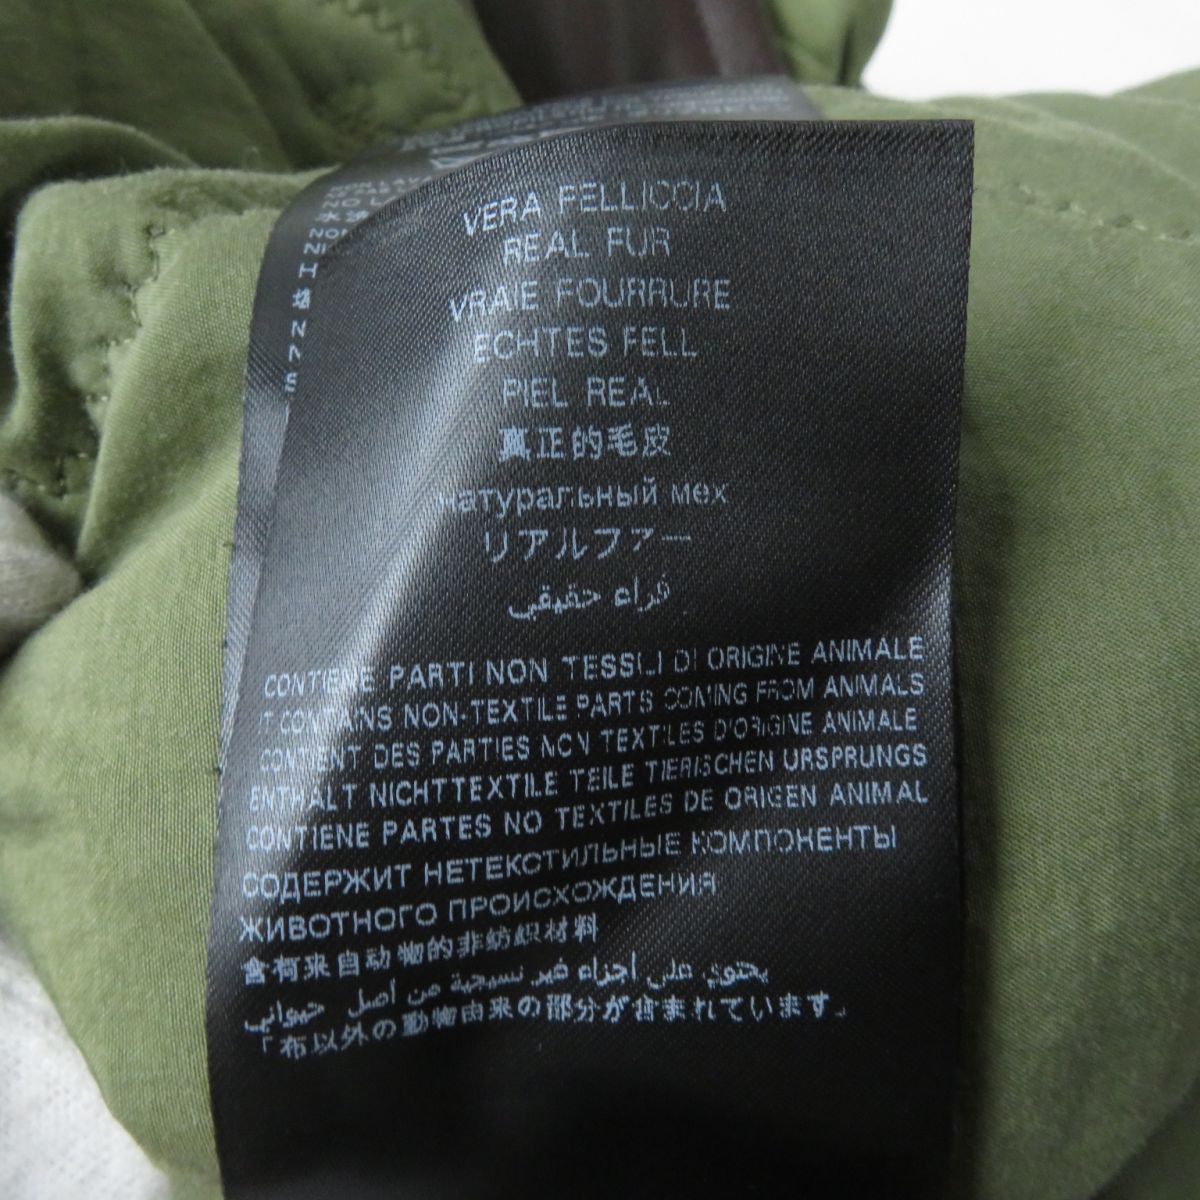 VERA PELLICCIA
REAL FUR
VRAIE FOURRURE
ECHTES FELL
PIEL REAL
真正的毛皮
натуральный мех
リアルファー
فراء حقيقي
CONTIENE PARTI NON TESSILI DI ORIGINE ANIMALE
IT CONTAINS NON-TEXTILE PARTS COMING FROM ANIMALS
CONTIENT DES PARTIES NON TEXTILES D'ORIGINE ANIMALE
ENTHALT NICHTTEXTILE TEILE TIERISCHEN URSPRUNGS
CONTIENE PARTES NO TEXTILES DE ORIGEN ANIMAL
СОДЕРЖИТ НЕТЕКСТИЛЬНЫЕ КОМПОНЕНТЫ
ЖИВОТНОГО ПРОИСХОЖДЕНИЯ
含有来自动物的非纺织材料
يحتوي على أجزاء غير نسيجية من أصل حيواني
「布以外の動物由来の部分が含まれています」